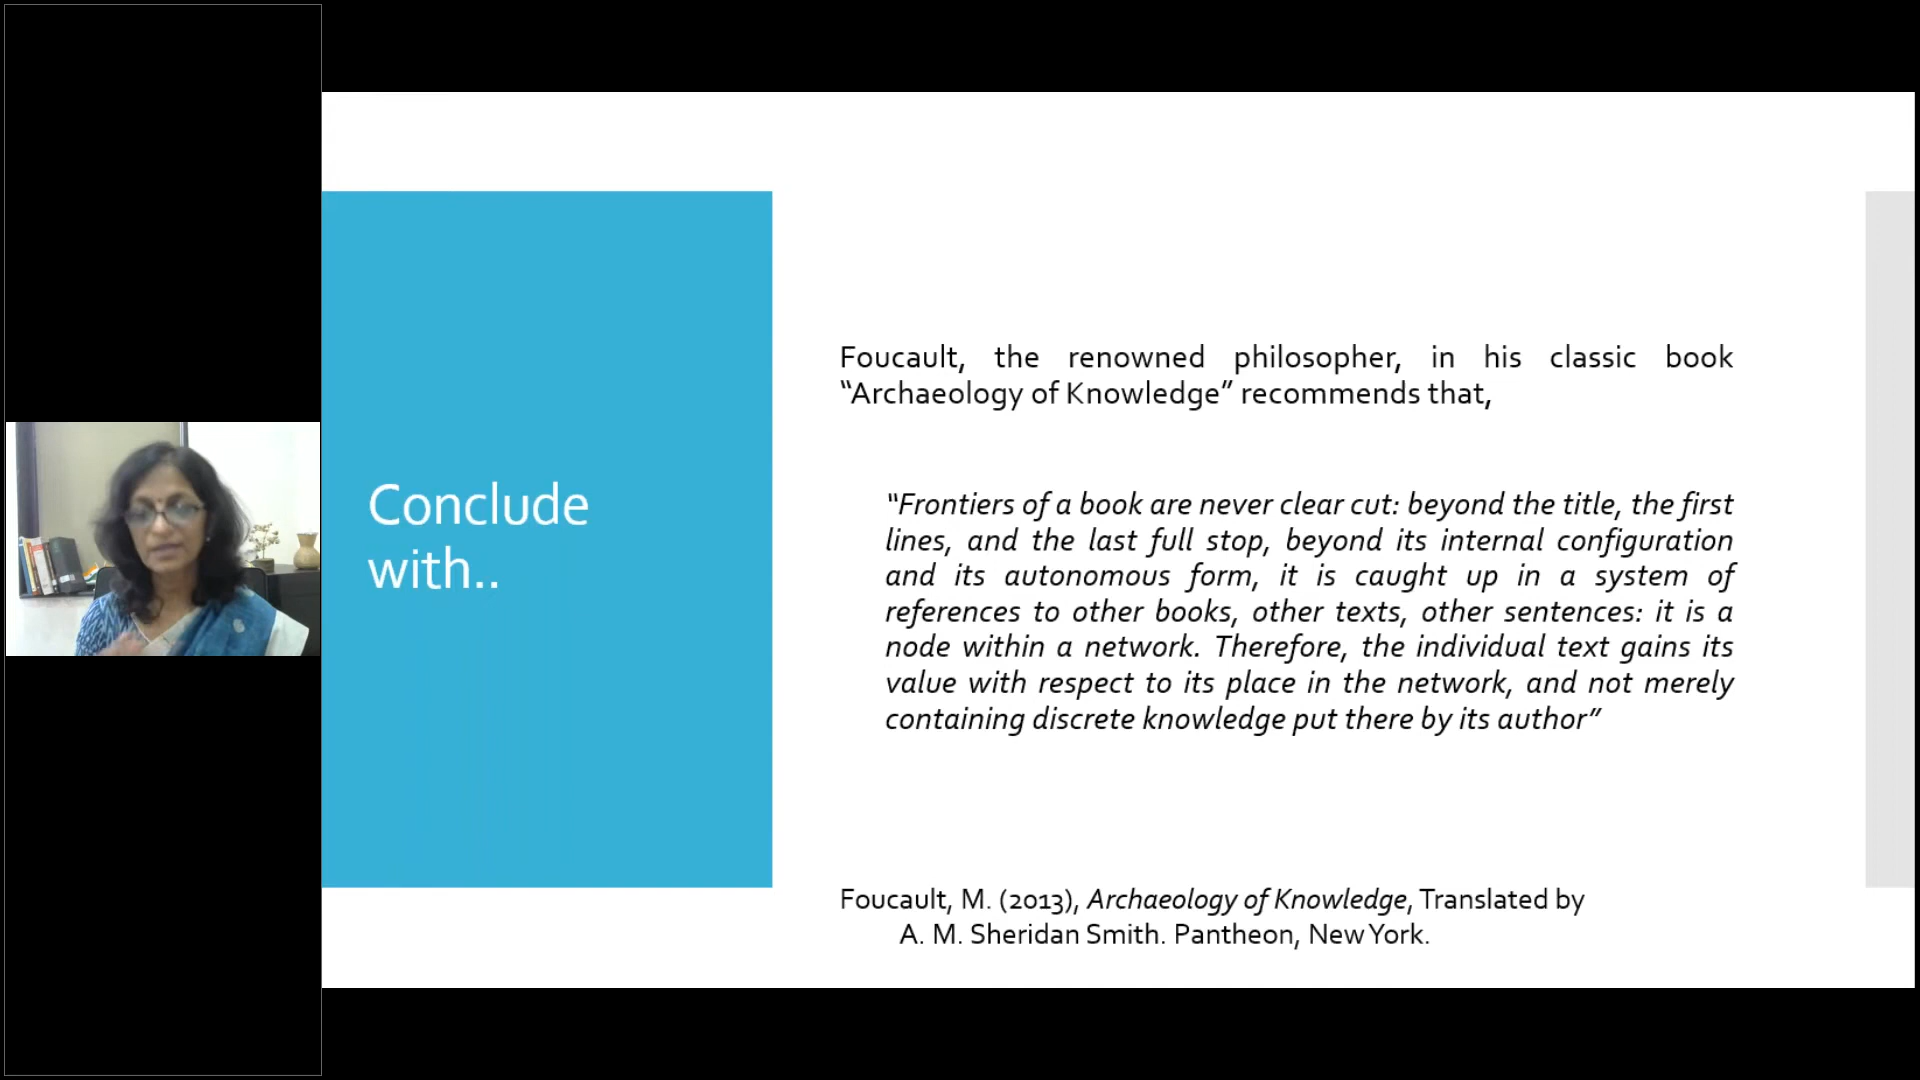 Conclude
with..
Foucault, the renowned philosopher, in his classic book
“Archaeology of Knowledge” recommends that,
“Frontiers of a book are never clear cut: beyond the title, the first
lines, and the last full stop, beyond its internal configuration
and its autonomous form, it is caught up in a system of
references to other books, other texts, other sentences: it is a
node within a network. Therefore, the individual text gains its
value with respect to its place in the network, and not merely
containing discrete knowledge put there by its author”
Foucault, M. (2013), Archaeology of Knowledge, Translated by
A. M. Sheridan Smith. Pantheon, New York.